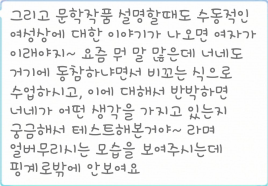 그리고 문학작품 설명할때도 수동적인
여성상에 대한 이야기가 나오면 여자가
이래야지~ 요즘 뭐 말 많은데 너네도
거기에 동참하냐면서 비꼬는 식으로
수업하시고, 이에 대해서 반박하면
너네가 어떤 생각을 가지고 있는지
궁금해서 테스트해본거야~ 라며
얼버무리시는 모습을 보여주시는데
핑계로밖에 안보여요